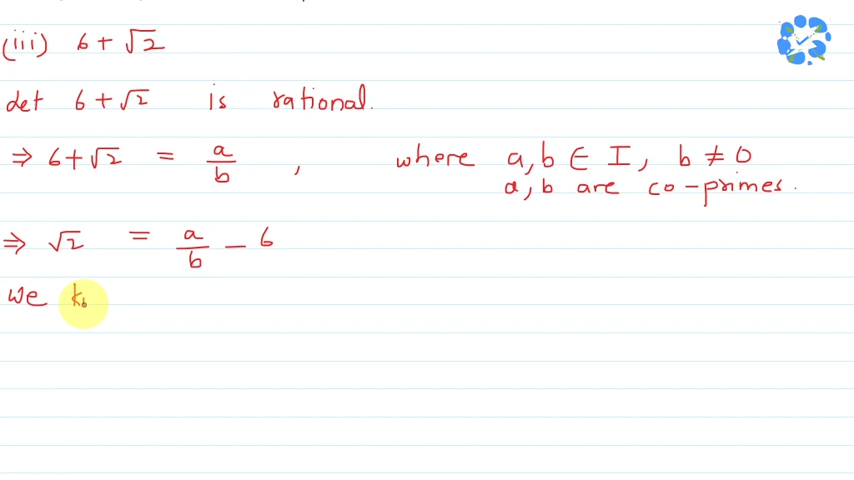 (iii) 6 + √2
Let 6 + √2 is rational.
⇒ 6 + √2 = a/b , where a, b ∈ I, b ≠ 0
a, b are co-primes.
⇒ √2 = a/b − 6
We k